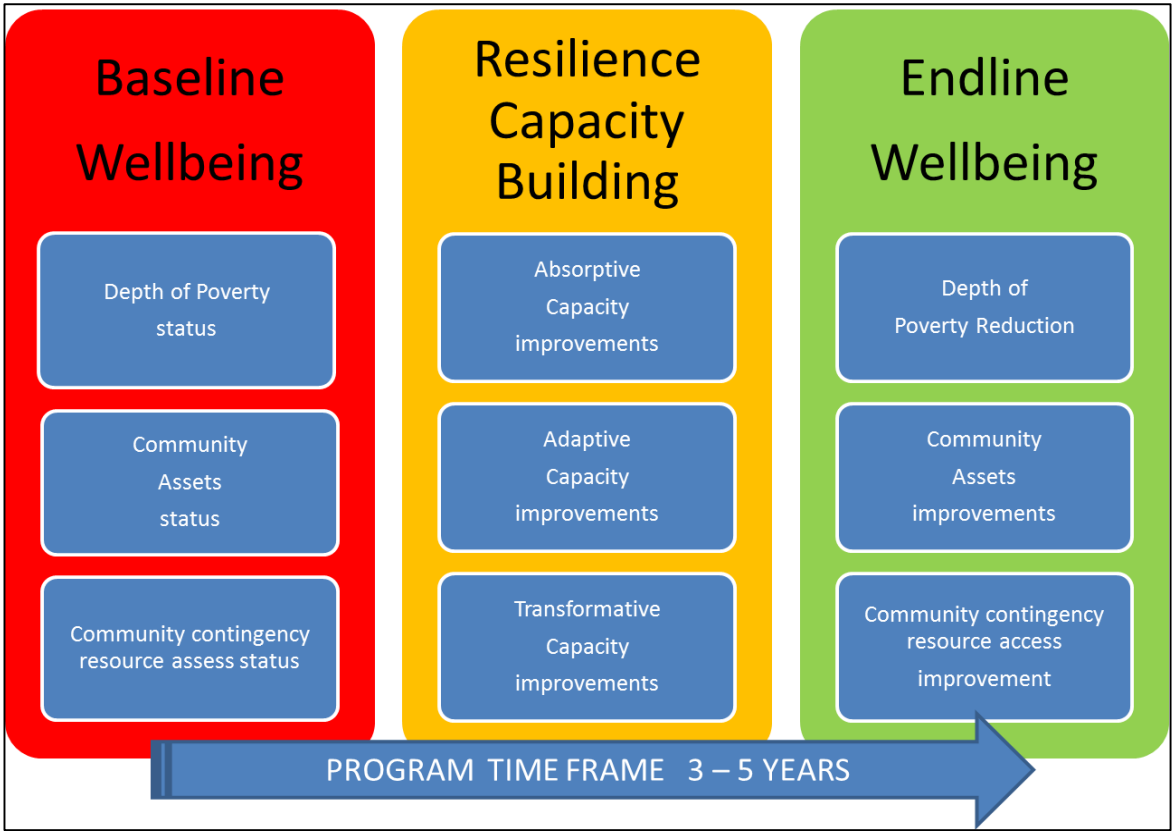 Baseline
Wellbeing
Depth of Poverty
status
Community
Assets
status
Community contingency
resource assess status
Resilience
Capacity
Building
Absorptive
Capacity
improvements
Adaptive
Capacity
improvements
Transformative
Capacity
improvements
Endline
Wellbeing
Depth of
Poverty Reduction
Community
Assets
improvements
Community contingency
resource access
improvement
PROGRAM TIME FRAME 3 – 5 YEARS